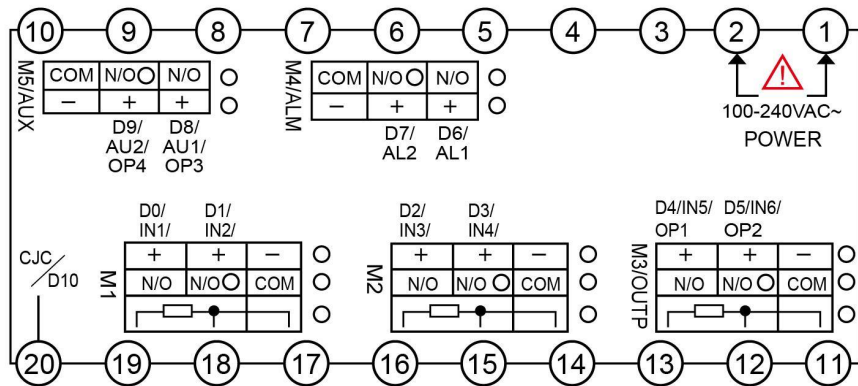 10 9 8 7 6 5 4 3 2 1
M5/AUX
COM N/O N/O
− + +
D9/ D8/
AU2/ AU1/
OP4 OP3
M4/ALM
COM N/O N/O
− + +
D7/ D6/
AL2 AL1
!
100-240VAC~
POWER
CJC/D10
M1
D0/ D1/
IN1/ IN2/
+ + −
N/O N/O COM
M2
D2/ D3/
IN3/ IN4/
+ + −
N/O N/O COM
M3/OUTP
D4/IN5/ D5/IN6/
OP1 OP2
+ + −
N/O N/O COM
20 19 18 17 16 15 14 13 12 11